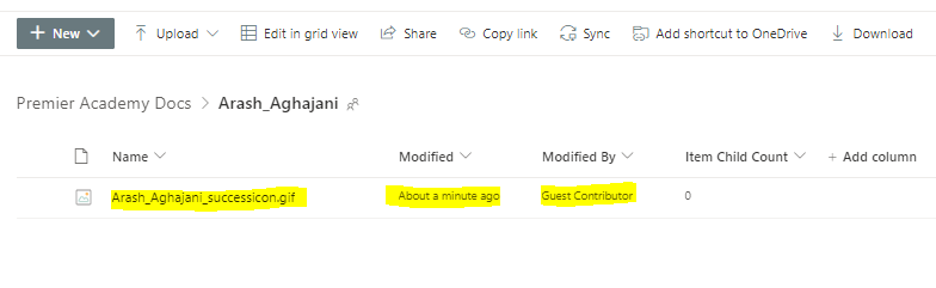 + New Upload Edit in grid view Share Copy link Sync Add shortcut to OneDrive Download
Premier Academy Docs > Arash_Aghajani
Name Modified Modified By Item Child Count + Add column
Arash_Aghajani_successicon.gif About a minute ago Guest Contributor 0